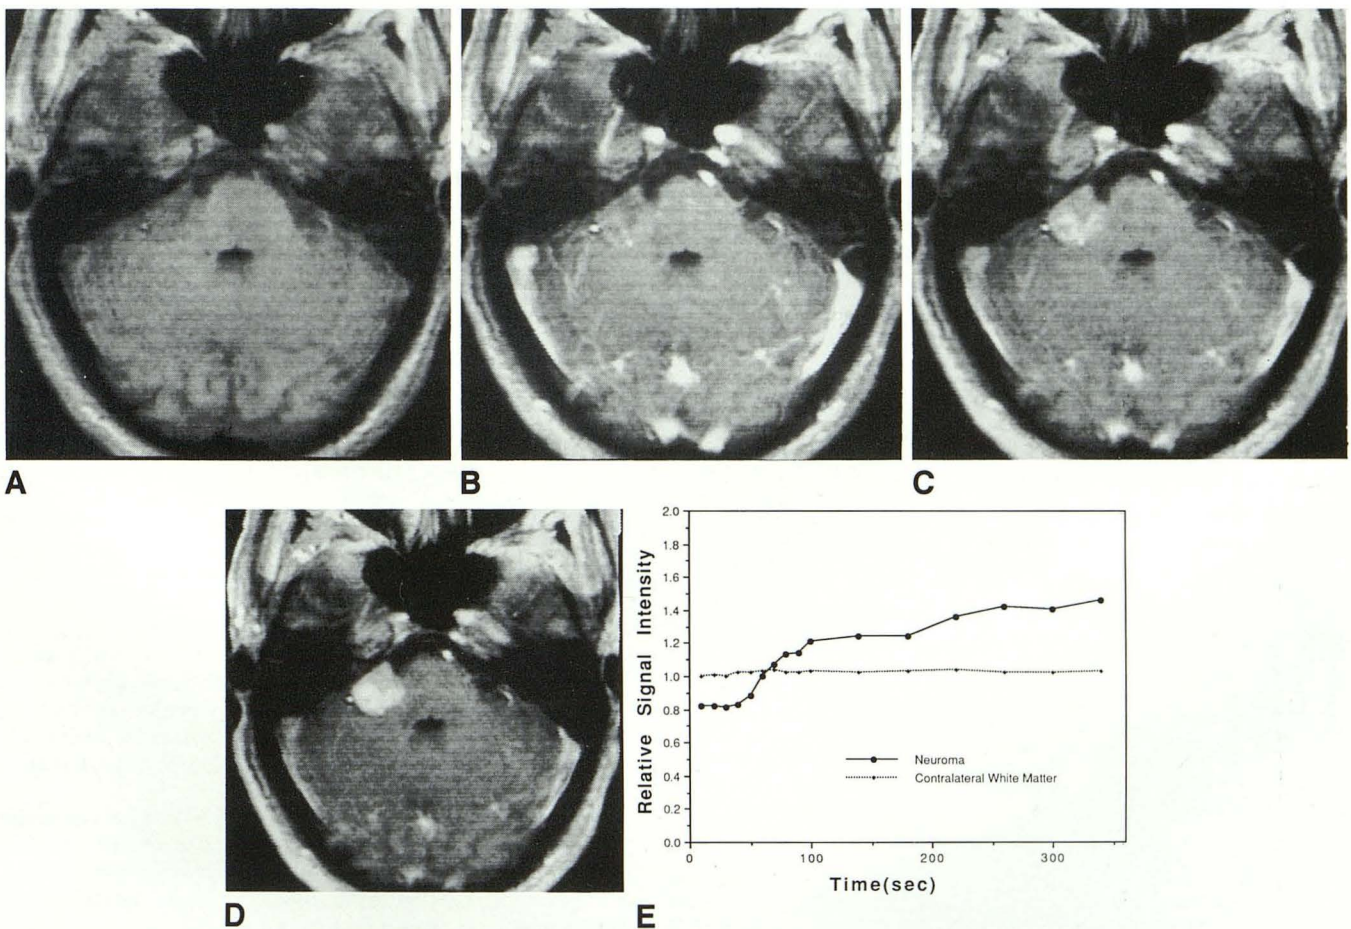 A
B
C
D
E
2.0
1.8
1.6
1.4
1.2
1.0
0.8
0.6
0.4
0.2
0.0
Relative Signal Intensity
Neuroma
Contralateral White Matter
0
100
200
300
Time(sec)